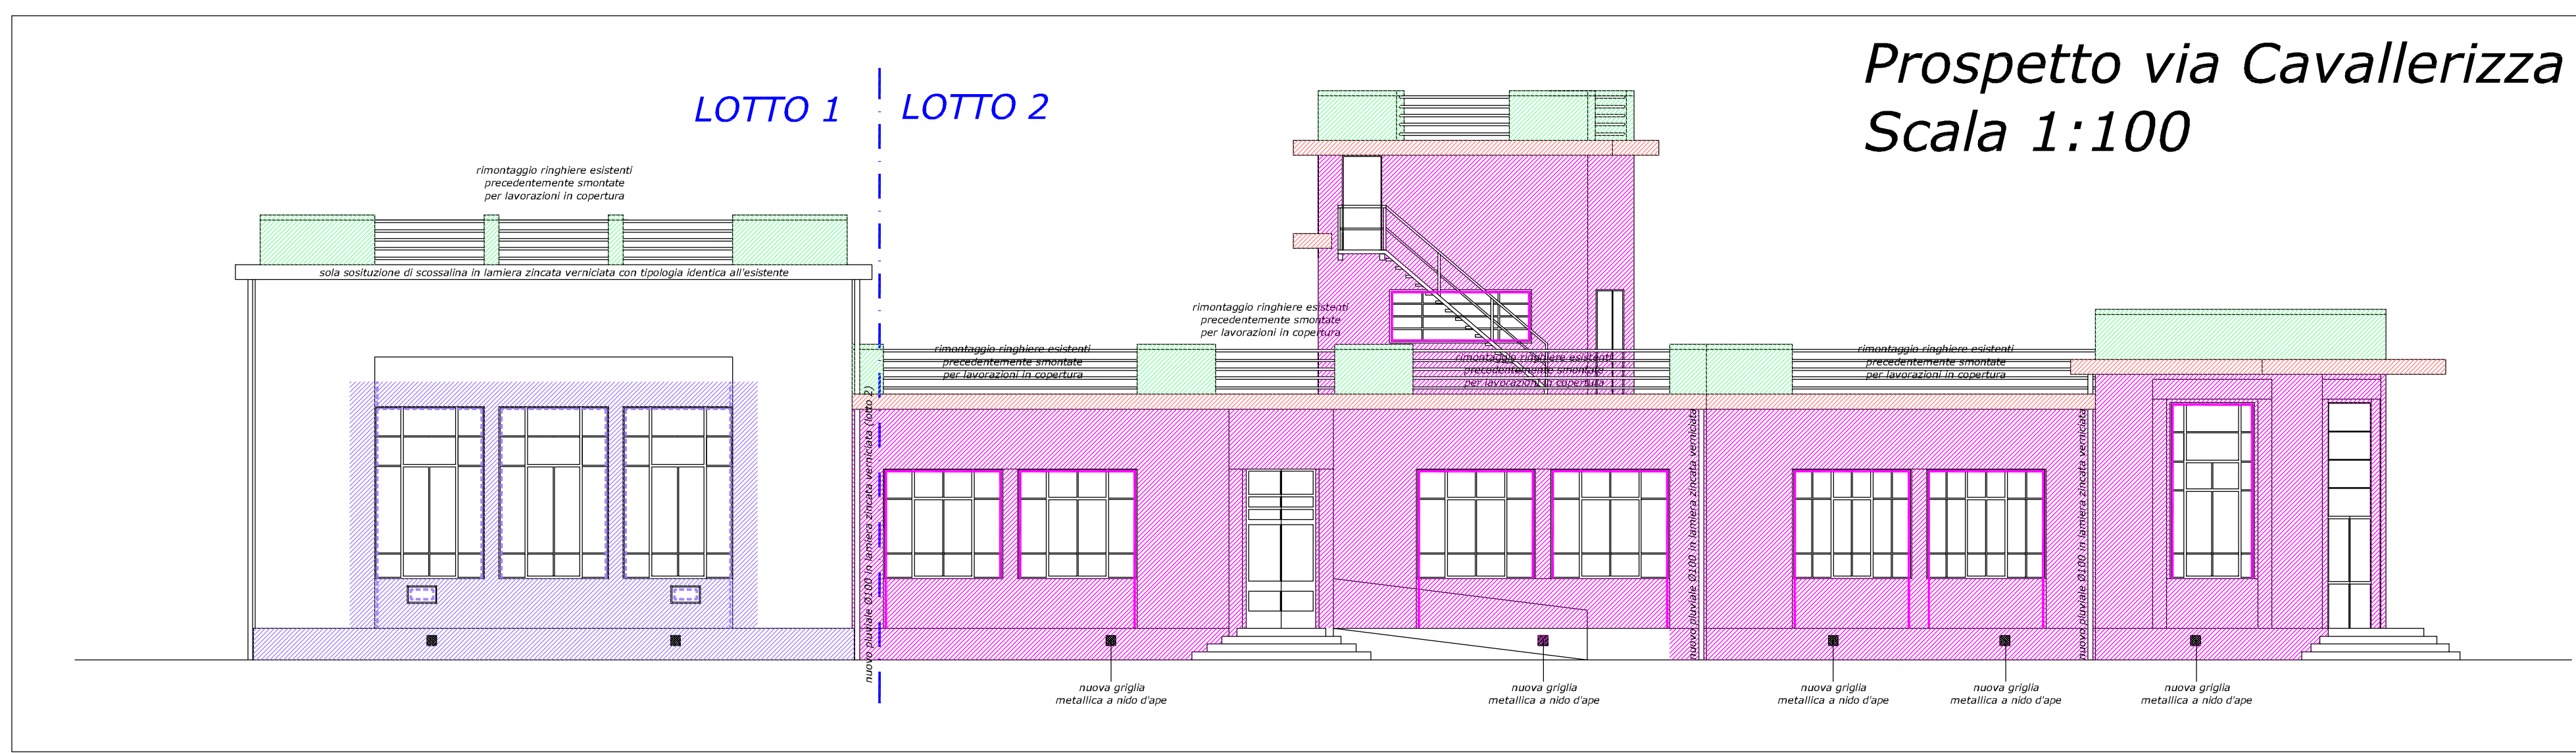 Prospetto via Cavallerizza
Scala 1:100
LOTTO 1
LOTTO 2
rimontaggio ringhiere esistenti
precedentemente smontate
per lavorazioni in copertura
sola sosituzione di scossalina in lamiera zincata verniciata con tipologia identica all'esistente
rimontaggio ringhiere esistenti
precedentemente smontate
per lavorazioni in copertura
rimontaggio ringhiere esistenti
precedentemente smontate
per lavorazioni in copertura
rimontaggio ringhiere esistenti
precedentemente smontate
per lavorazioni in copertura
rimontaggio ringhiere esistenti
precedentemente smontate
per lavorazioni in copertura
nuovo pluviale Ø100 in lamiera zincata verniciata (lotto 2)
nuovo pluviale Ø100 in lamiera zincata verniciata
nuovo pluviale Ø100 in lamiera zincata verniciata
nuova griglia
metallica a nido d'ape
nuova griglia
metallica a nido d'ape
nuova griglia
metallica a nido d'ape
nuova griglia
metallica a nido d'ape
nuova griglia
metallica a nido d'ape